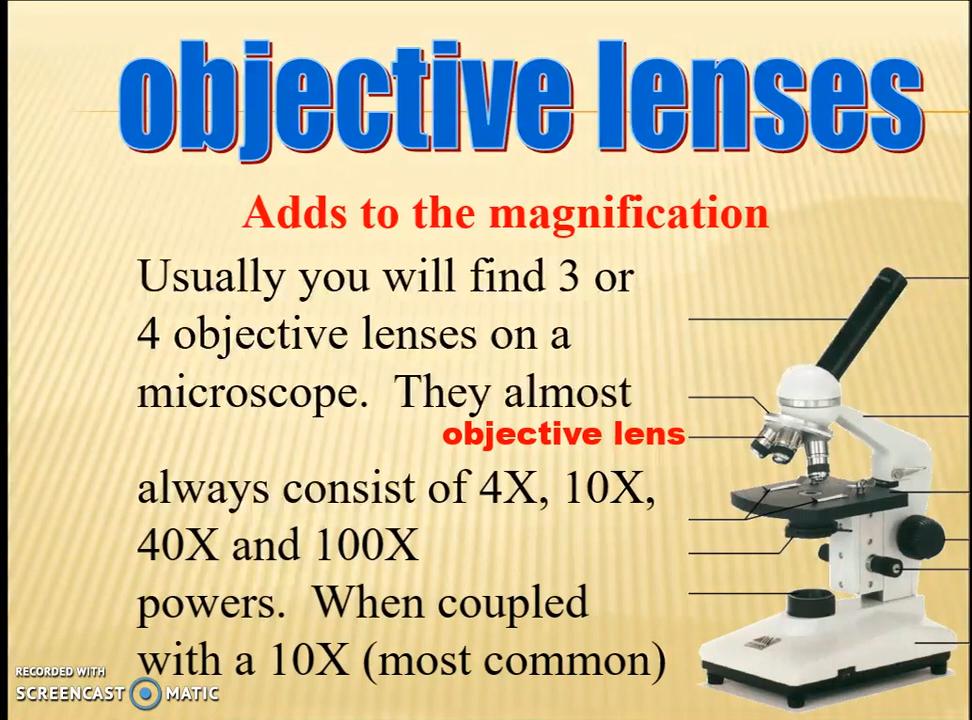 objective lenses
Adds to the magnification
Usually you will find 3 or
4 objective lenses on a
microscope. They almost
objective lens
always consist of 4X, 10X,
40X and 100X
powers. When coupled
with a 10X (most common)
RECORDED WITH
SCREENCAST MATIC